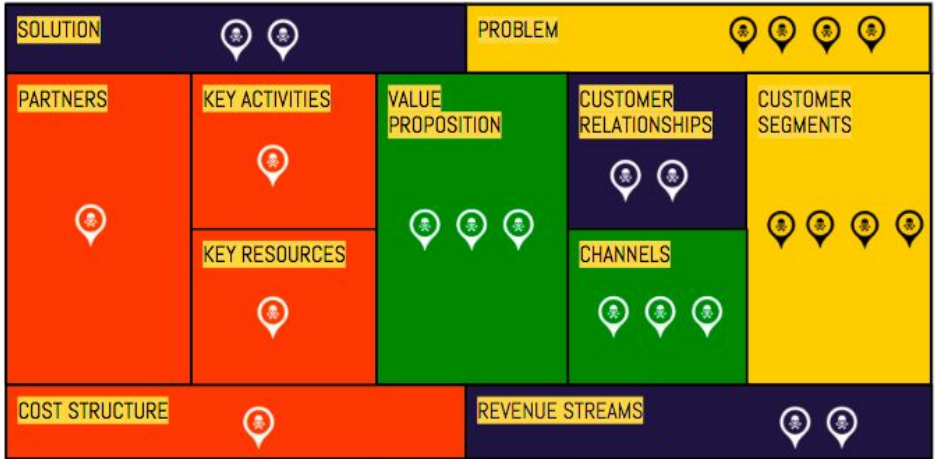 SOLUTION
PROBLEM
PARTNERS
KEY ACTIVITIES
VALUE
PROPOSITION
CUSTOMER
RELATIONSHIPS
CUSTOMER
SEGMENTS
KEY RESOURCES
CHANNELS
COST STRUCTURE
REVENUE STREAMS